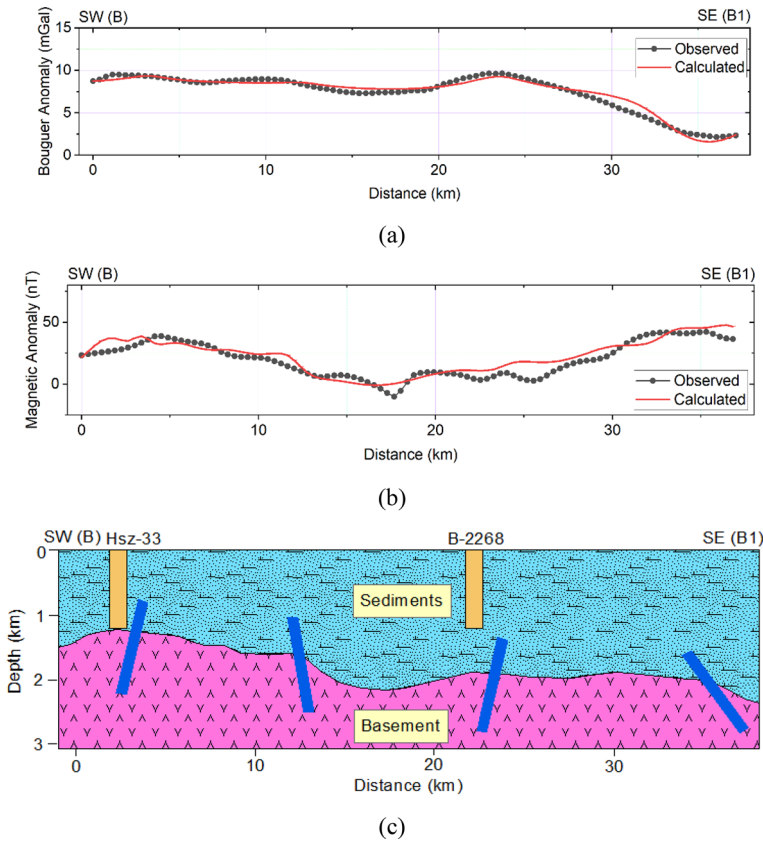 SW (B) SE (B1)
Bouguer Anomaly (mGal)
15
10
5
0
Observed
Calculated
0 10 20 30
Distance (km)
(a)
SW (B) SE (B1)
Magnetic Anomaly (nT)
50
0
Observed
Calculated
0 10 20 30
Distance (km)
(b)
SW (B) Hsz-33 B-2268 SE (B1)
Depth (km)
0
1
2
3
Sediments
Basement
0 10 20 30
Distance (km)
(c)